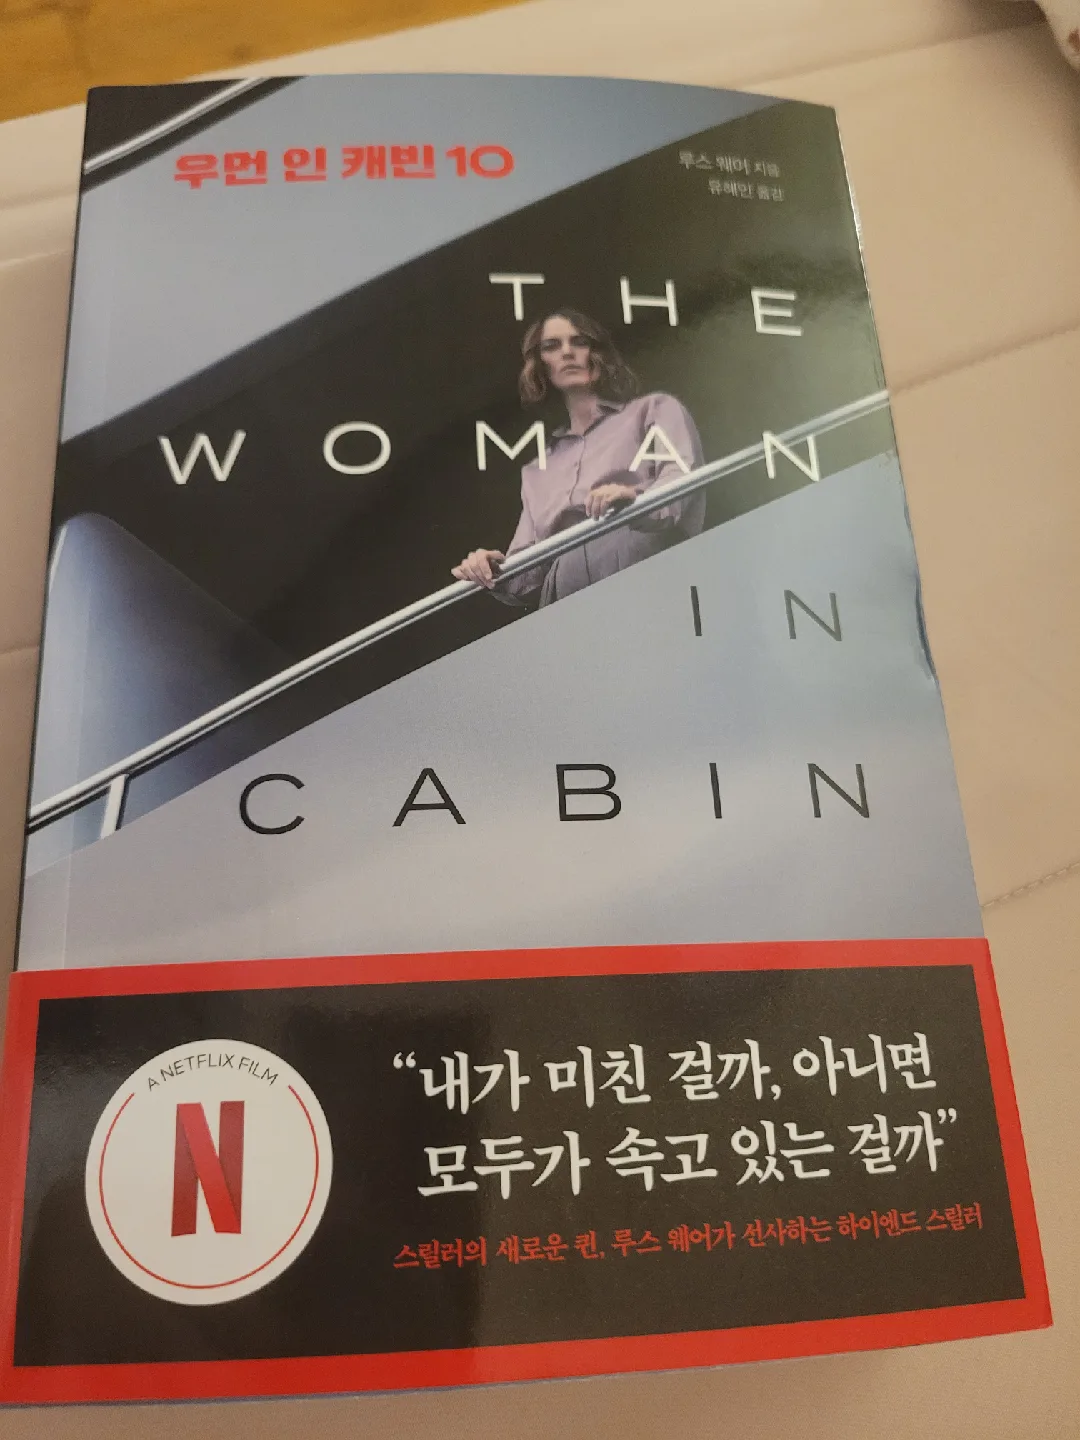 우먼 인 캐빈 10
루스 웨어 지음
유혜인 옮김
THE
WOMAN
IN
CABIN
A NETFLIX FILM
N
“내가 미친 걸까, 아니면
모두가 속고 있는 걸까”
스릴러의 새로운 퀸, 루스 웨어가 선사하는 하이엔드 스릴러